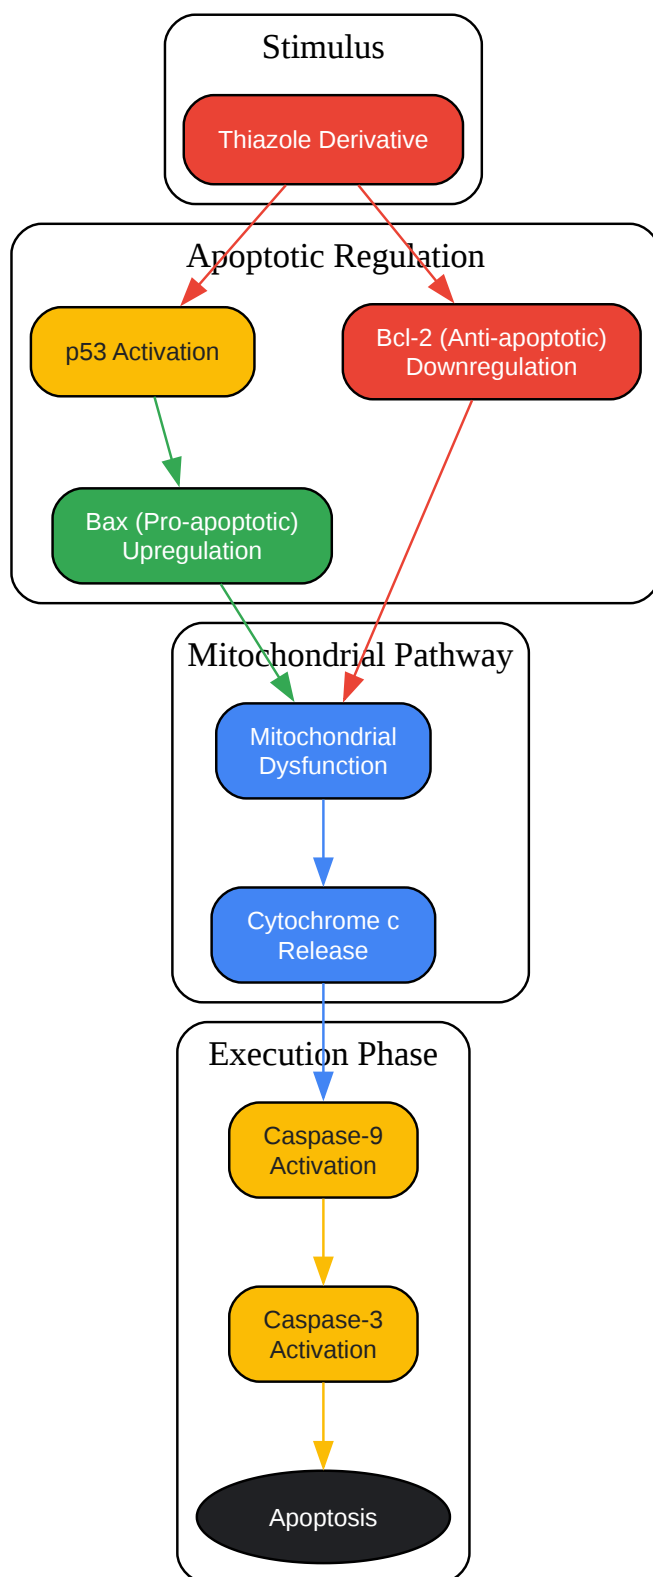 Stimulus
Thiazole Derivative
Apoptotic Regulation
p53 Activation
Bcl-2 (Anti-apoptotic)
Downregulation
Bax (Pro-apoptotic)
Upregulation
Mitochondrial Pathway
Mitochondrial
Dysfunction
Cytochrome c
Release
Execution Phase
Caspase-9
Activation
Caspase-3
Activation
Apoptosis